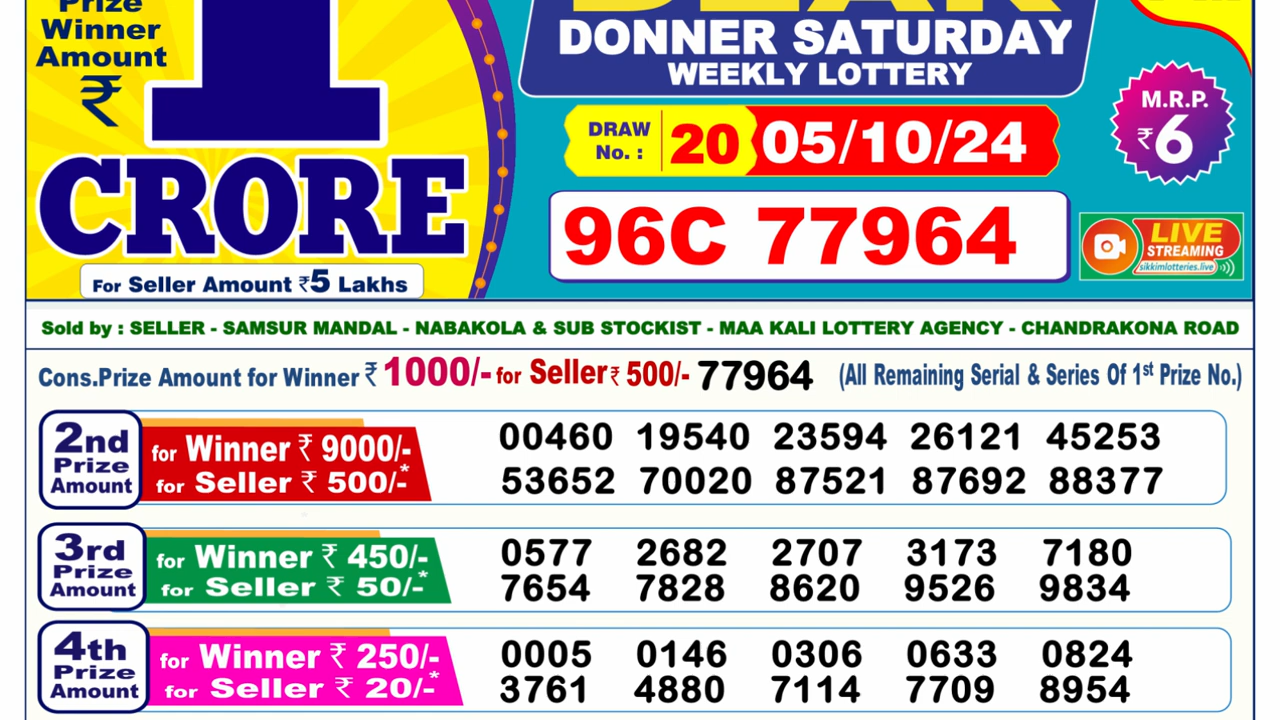 Prize
Winner
Amount
₹
1
CRORE
For Seller Amount ₹5 Lakhs
DEAR
DONNER SATURDAY
WEEKLY LOTTERY
DRAW No. : 20 05/10/24
M.R.P.
₹6
96C 77964
LIVE
STREAMING
sikkimlotteries.live
Sold by : SELLER - SAMSUR MANDAL - NABAKOLA & SUB STOCKIST - MAA KALI LOTTERY AGENCY - CHANDRAKONA ROAD
Cons.Prize Amount for Winner ₹ 1000/- for Seller ₹ 500/- 77964 (All Remaining Serial & Series Of 1st Prize No.)
2nd
Prize
Amount
for Winner ₹ 9000/-
for Seller ₹ 500/-*
00460 19540 23594 26121 45253
53652 70020 87521 87692 88377
3rd
Prize
Amount
for Winner ₹ 450/-
for Seller ₹ 50/-*
0577 2682 2707 3173 7180
7654 7828 8620 9526 9834
4th
Prize
Amount
for Winner ₹ 250/-
for Seller ₹ 20/-*
0005 0146 0306 0633 0824
3761 4880 7114 7709 8954